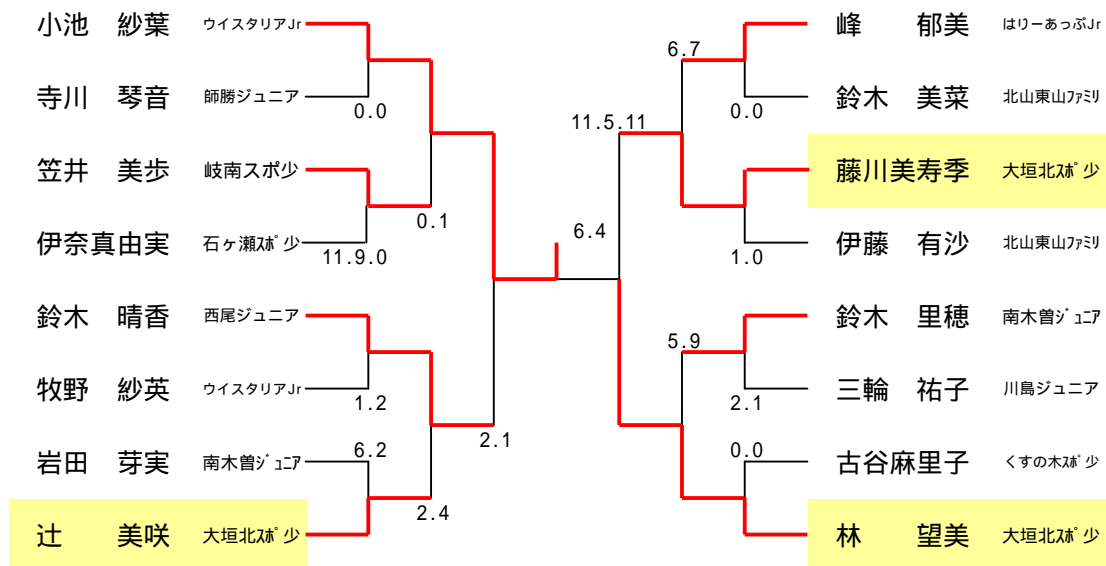 小池 紗葉 ウイスタリアJr
0.0
寺川 琴音 師勝ジュニア
笠井 美歩 岐南スポ少
0.1
伊奈真由実 石ヶ瀬スポ少
11.9.0
鈴木 晴香 西尾ジュニア
牧野 紗英 ウイスタリアJr
1.2
2.1
岩田 芽実 南木曽ジュニア
6.2
辻 美咲 大垣北スポ少
2.4
6.4
峰 郁美 はりーあっぷJr
6.7
鈴木 美菜 北山東山ファミリ
0.0
11.5.11
藤川美寿季 大垣北スポ少
伊藤 有沙 北山東山ファミリ
1.0
鈴木 里穂 南木曽ジュニア
5.9
三輪 祐子 川島ジュニア
2.1
0.0
古谷麻里子 くすの木スポ少
林 望美 大垣北スポ少